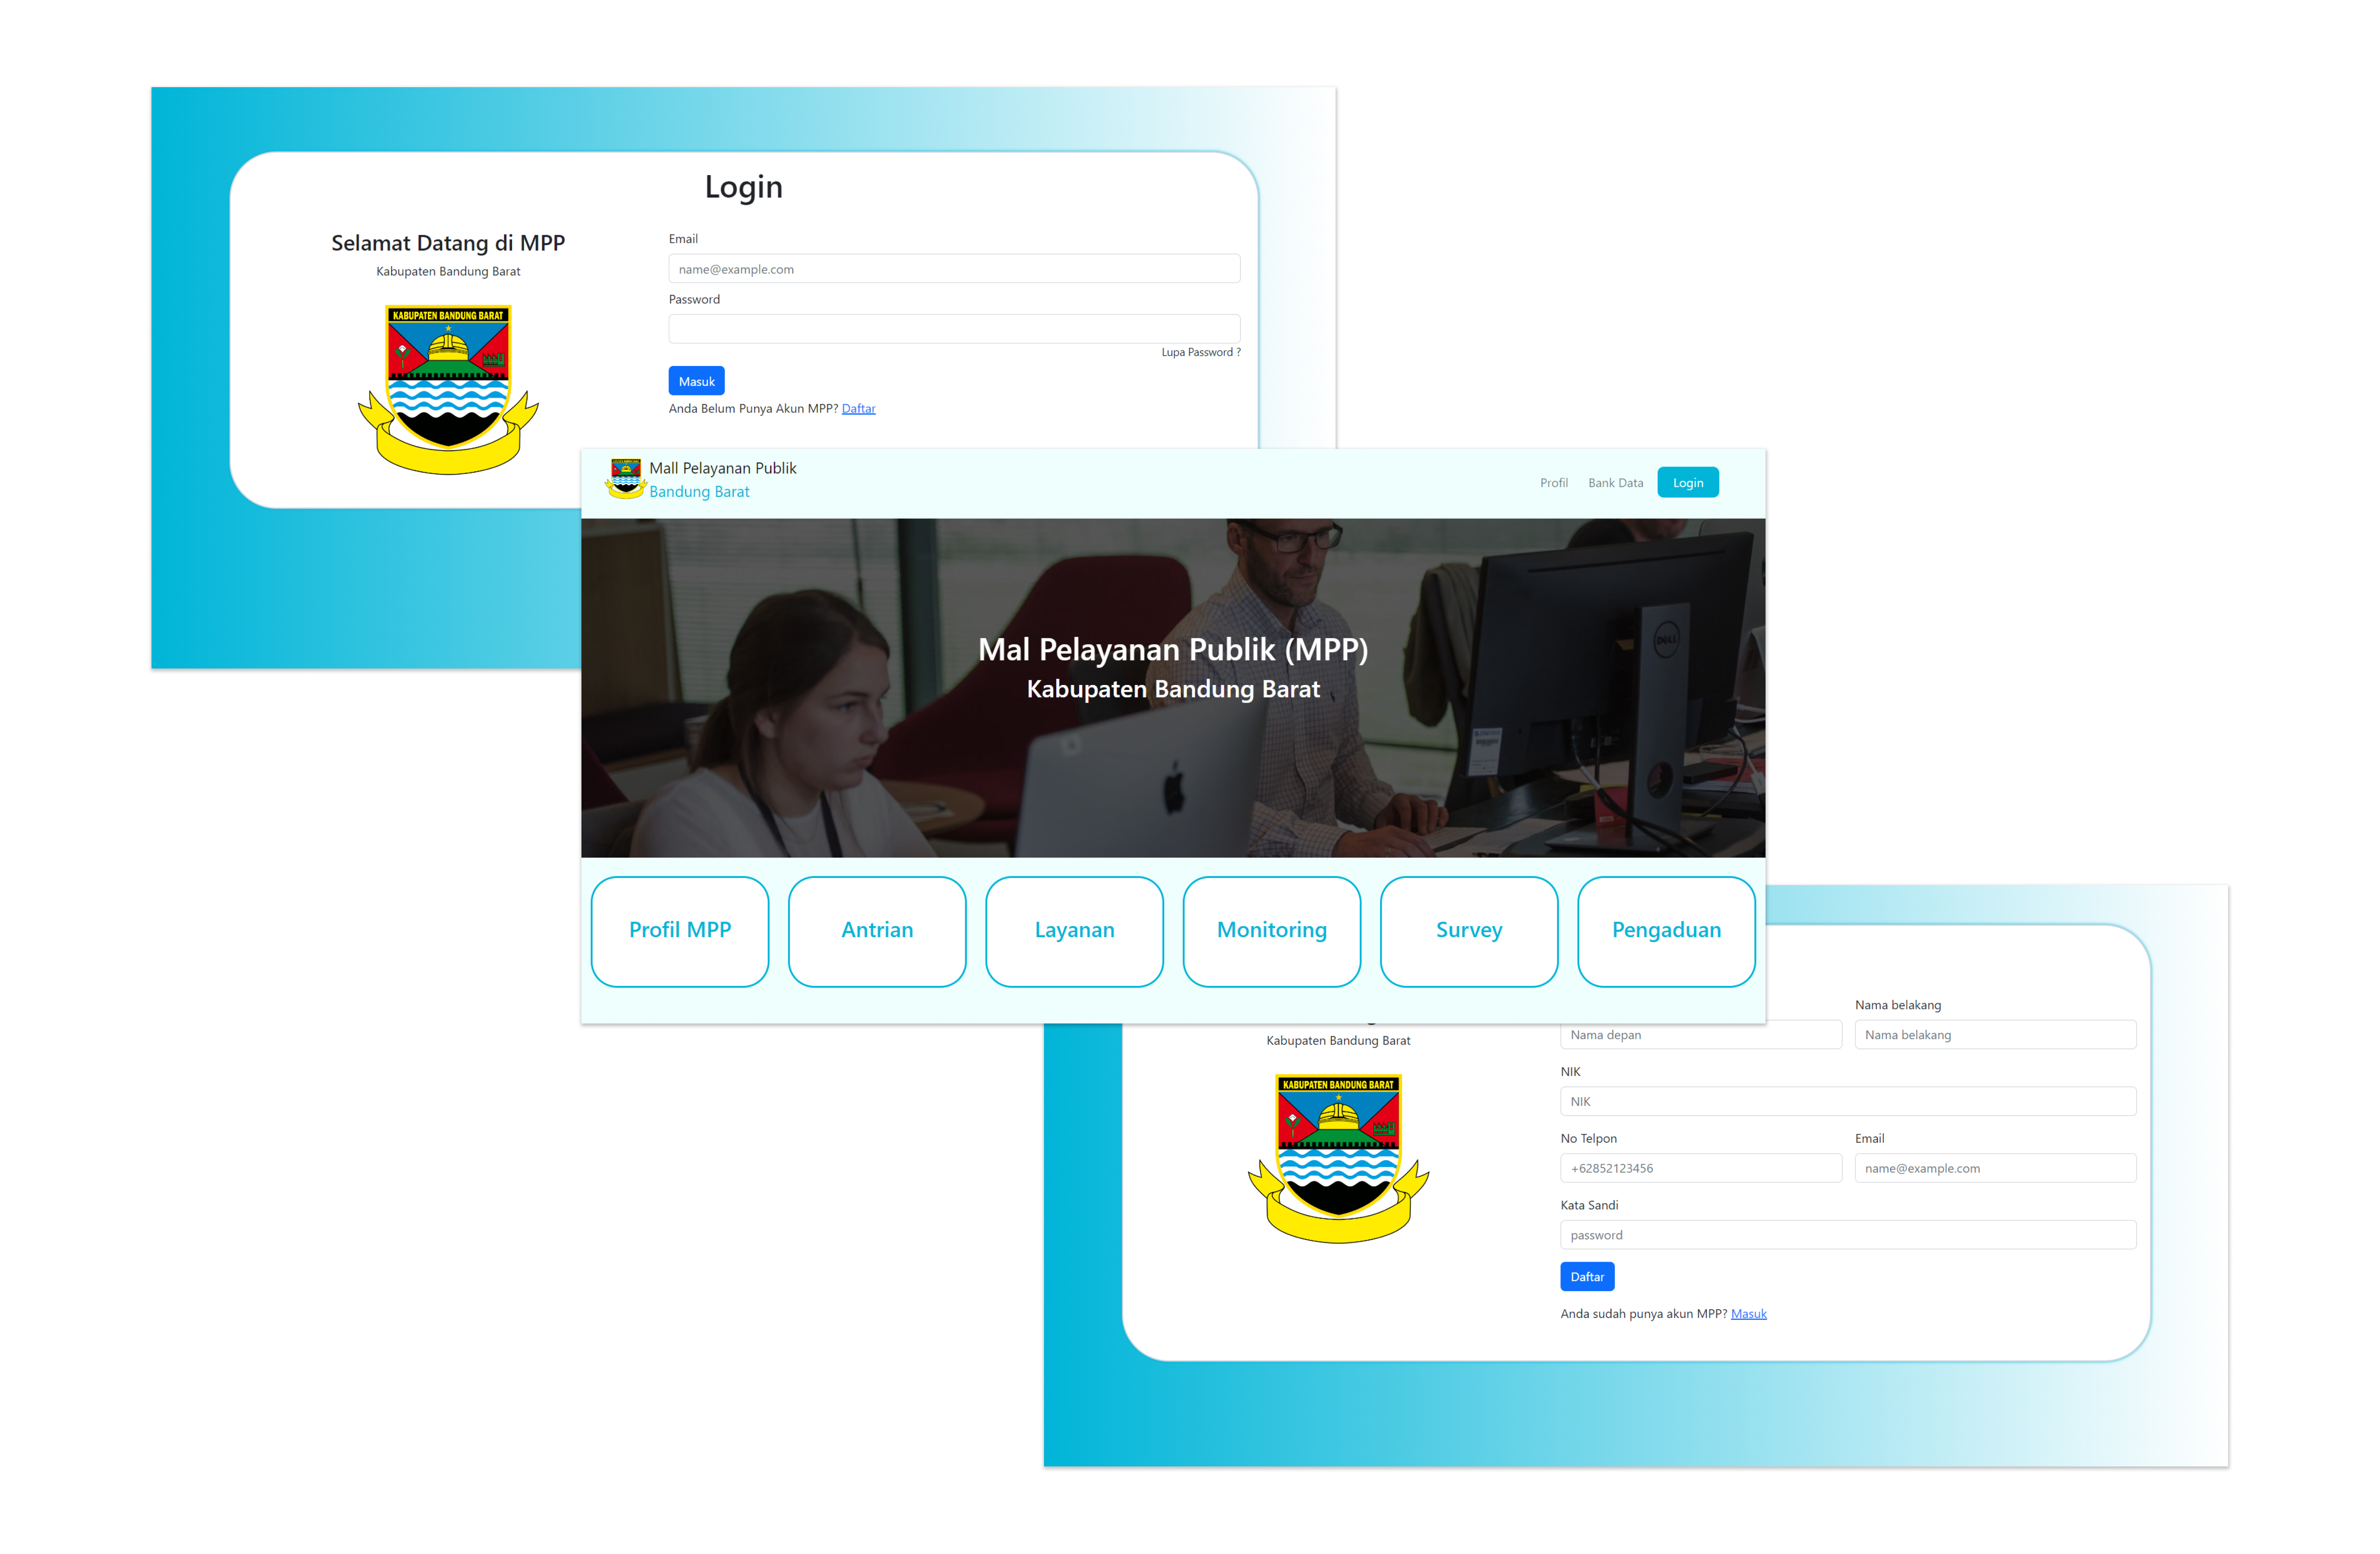 Login
Selamat Datang di MPP
Kabupaten Bandung Barat
KABUPATEN BANDUNG BARAT
Email
name@example.com
Password
Lupa Password ?
Masuk
Anda Belum Punya Akun MPP? Daftar
Mall Pelayanan Publik
Bandung Barat
Profil
Bank Data
Login
Mal Pelayanan Publik (MPP)
Kabupaten Bandung Barat
DELL
Profil MPP
Antrian
Layanan
Monitoring
Survey
Pengaduan
Kabupaten Bandung Barat
KABUPATEN BANDUNG BARAT
Nama belakang
Nama depan
Nama belakang
NIK
NIK
No Telpon
Email
+62852123456
name@example.com
Kata Sandi
password
Daftar
Anda sudah punya akun MPP? Masuk